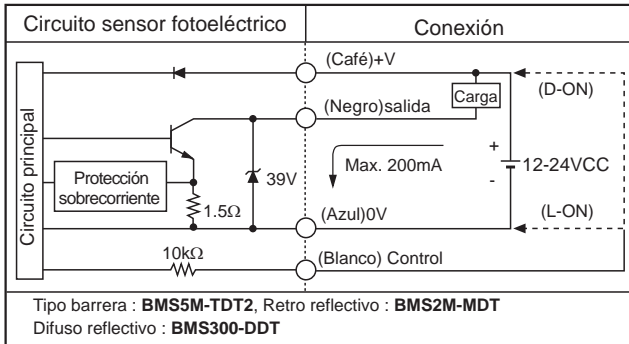 Circuito sensor fotoeléctrico
Conexión
(Café)+V
(D-ON)
Carga
(Negro)salida
Circuito principal
Protección
sobrecorriente
39V
Max. 200mA
+
-
12-24VCC
1.5Ω
(Azul)0V
(L-ON)
10kΩ
(Blanco) Control
Tipo barrera : BMS5M-TDT2, Retro reflectivo : BMS2M-MDT
Difuso reflectivo : BMS300-DDT